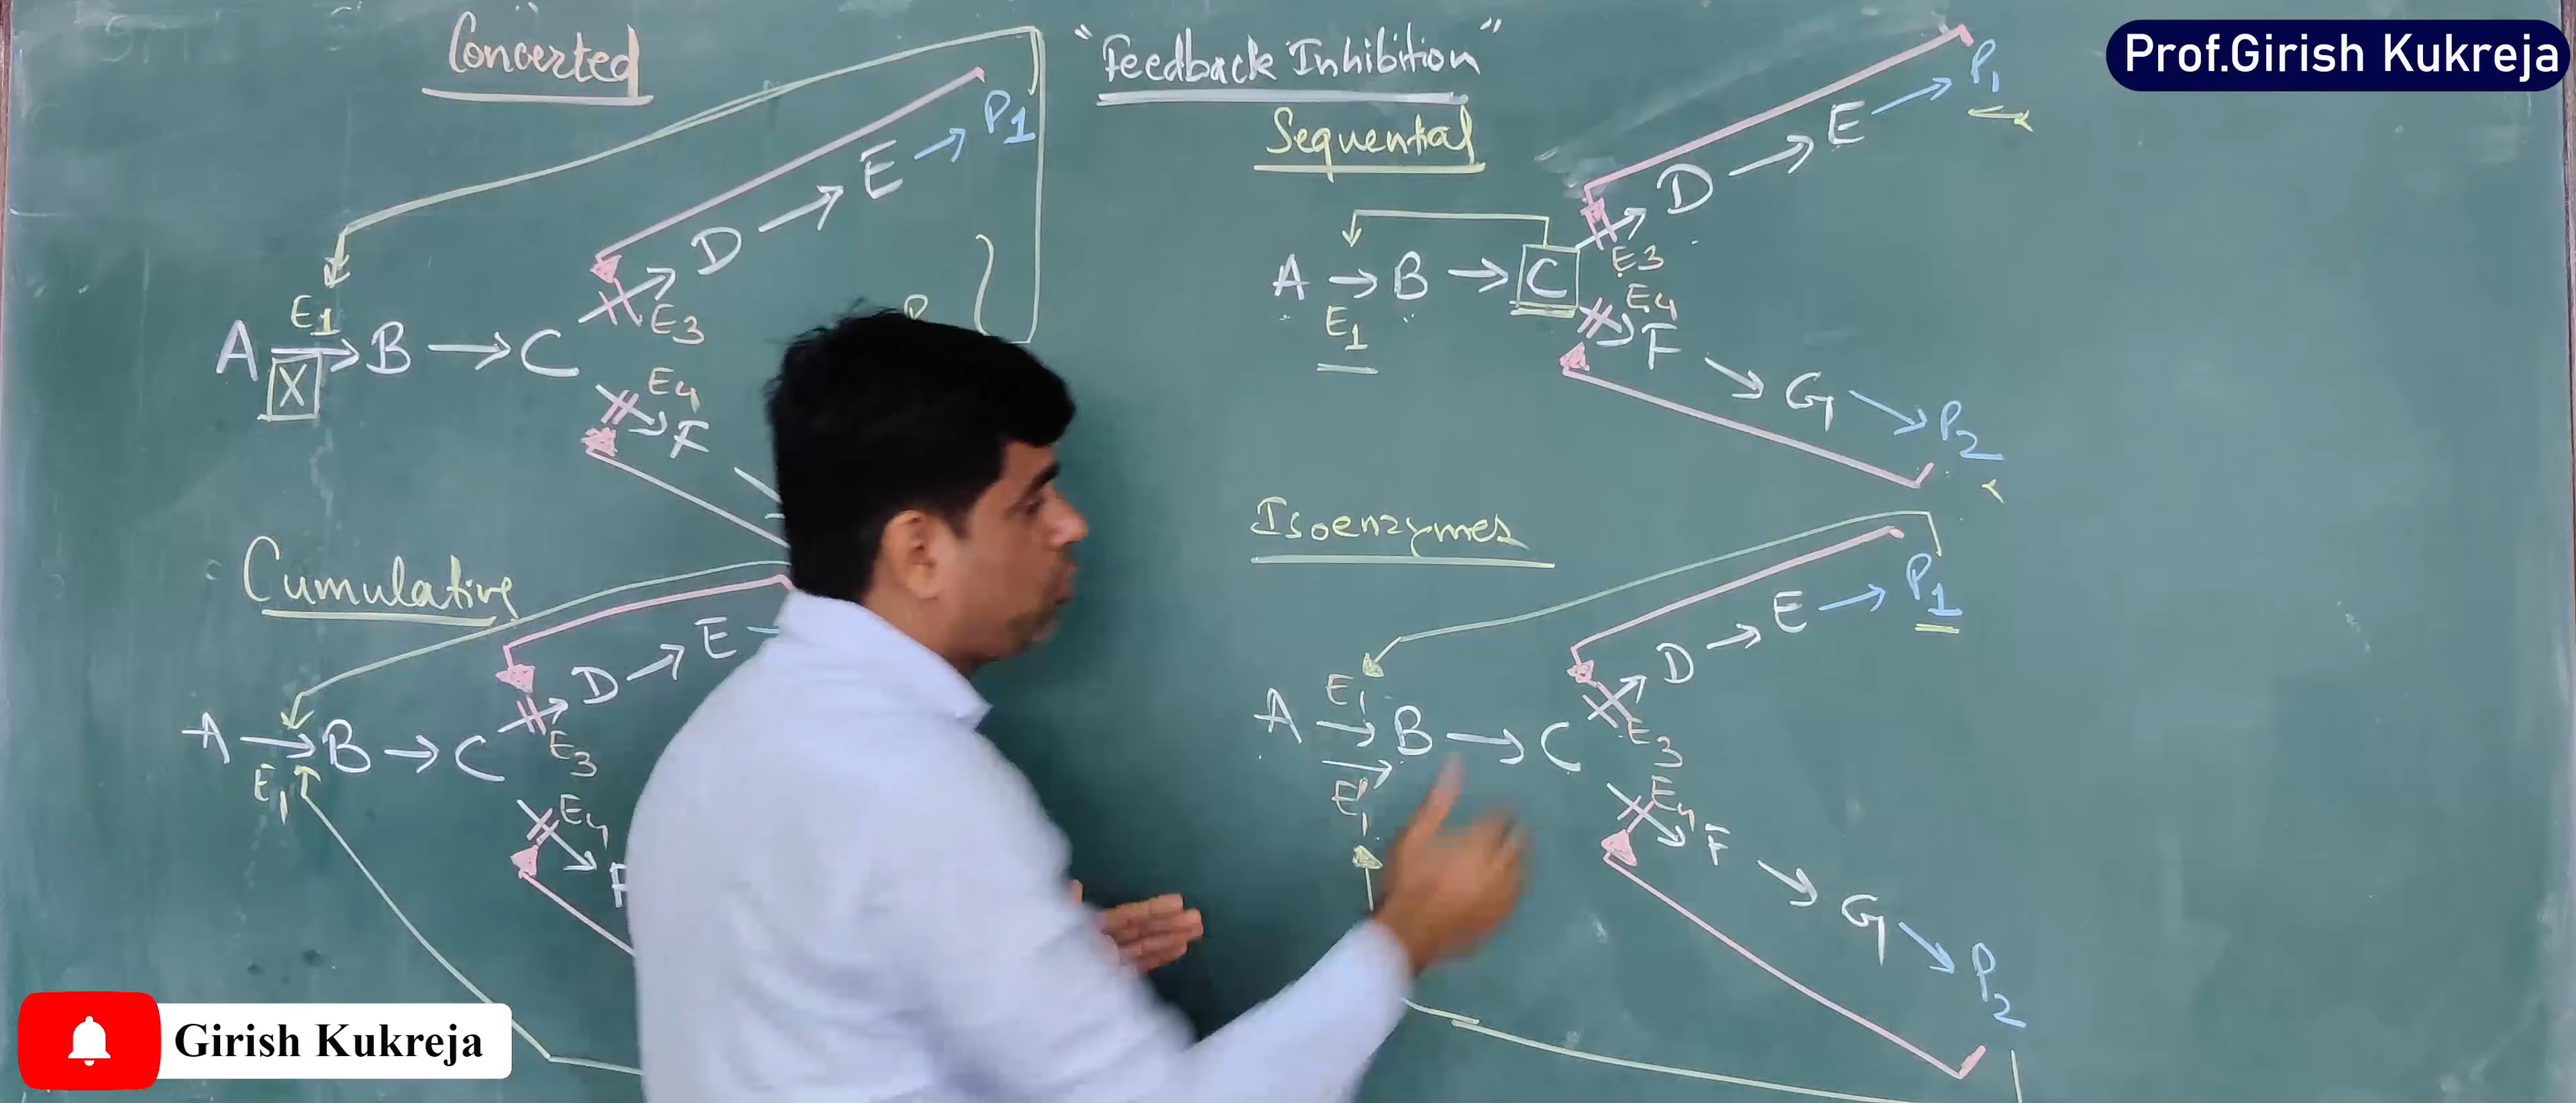 Concerted
"Feedback Inhibition"
Prof.Girish Kukreja
P1
E
D
E1
E3
A → B → C
X
E4
F
Sequential
P1
E
D
E3
A → B → C
E1
E4
F
G
P2
Cumulative
E
D
A → B → C
E3
E1
E4
F
Isoenzymes
P1
E
D
E1
A → B → C
E3
E4
E'1
F
G
P2
Girish Kukreja